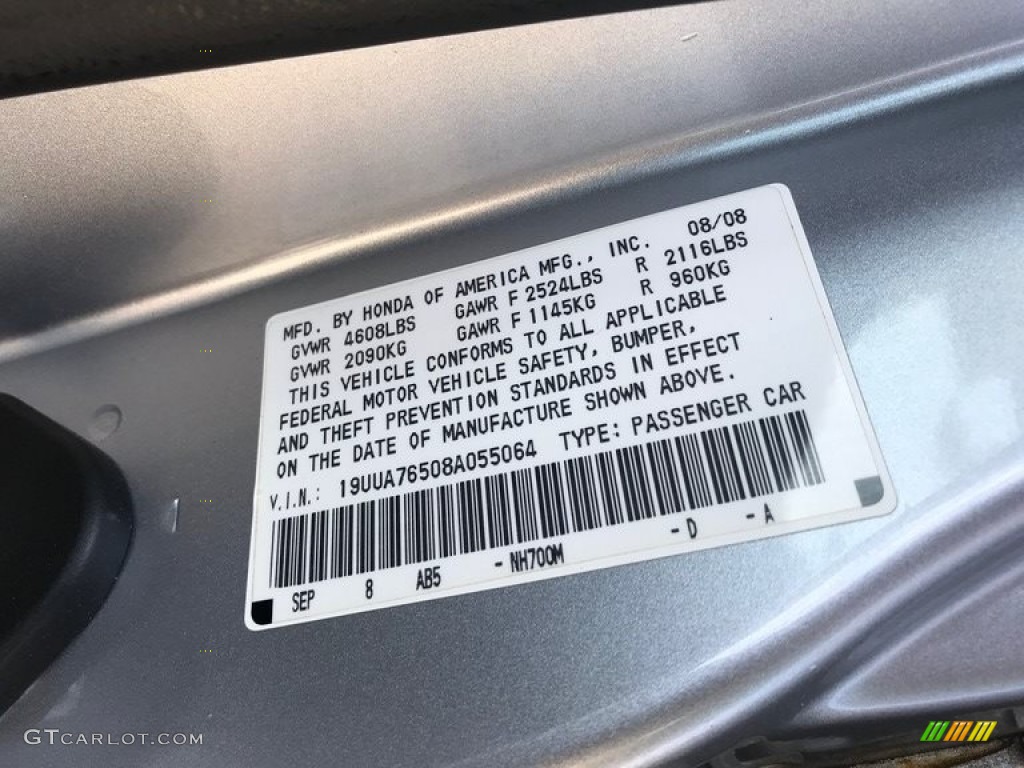 MFD. BY HONDA OF AMERICA MFG., INC. 08/08
GVWR 4608LBS GAWR F 2524LBS R 2116LBS
GVWR 2090KG GAWR F 1145KG R 960KG
THIS VEHICLE CONFORMS TO ALL APPLICABLE
FEDERAL MOTOR VEHICLE SAFETY, BUMPER,
AND THEFT PREVENTION STANDARDS IN EFFECT
ON THE DATE OF MANUFACTURE SHOWN ABOVE.
V.I.N.: 19UUA76508A055064 TYPE: PASSENGER CAR
SEP 8 AB5 -NH700M -D -A
GTCARLOT.COM